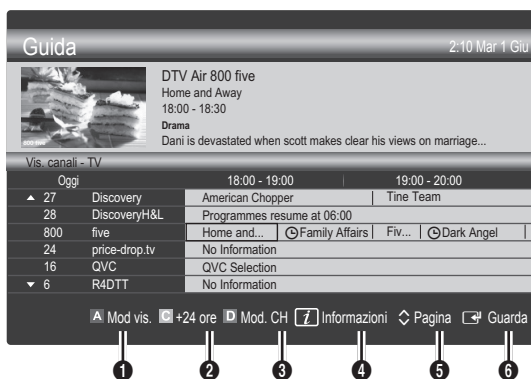 Guida 2:10 Mar 1 Giu
DTV Air 800 five
Home and Away
18:00 - 18:30
Drama
Dani is devastated when scott makes clear his views on marriage...
800 five
Vis. canali - TV
Oggi 18:00 - 19:00 19:00 - 20:00
▲ 27 Discovery American Chopper Tine Team
28 DiscoveryH&L Programmes resume at 06:00
800 five Home and... Family Affairs Fiv... Dark Angel
24 price-drop.tv No Information
16 QVC QVC Selection
▼ 6 R4DTT No Information
A Mod vis. C +24 ore D Mod. CH i Informazioni Pagina Guarda
1 2 3 4 5 6